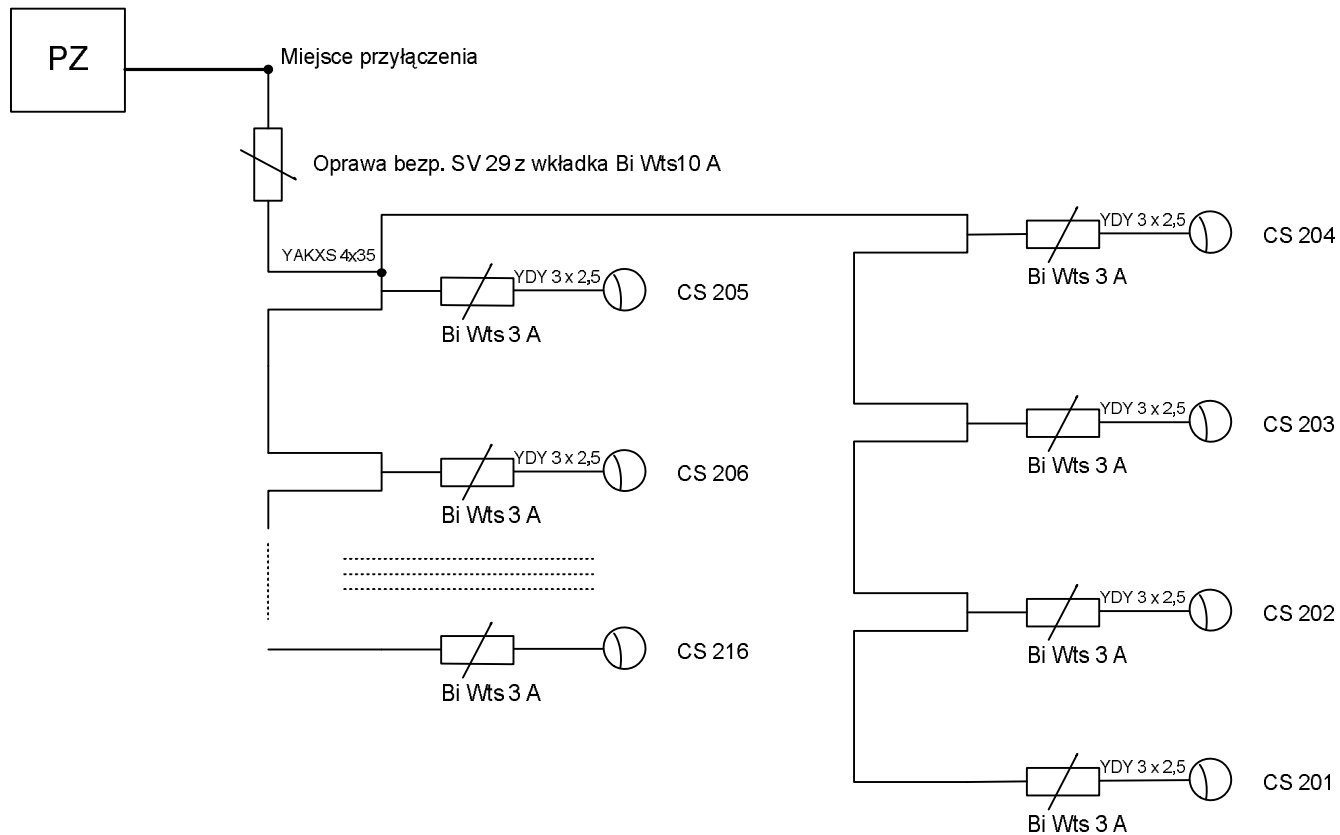 PZ
Miejsce przyłączenia
Oprawa bezp. SV 29 z wkładka Bi Wts10 A
YAKXS 4x35
YDY 3 x 2,5
CS 205
Bi Wts 3 A
YDY 3 x 2,5
CS 206
Bi Wts 3 A
CS 216
Bi Wts 3 A
YDY 3 x 2,5
CS 204
Bi Wts 3 A
YDY 3 x 2,5
CS 203
Bi Wts 3 A
YDY 3 x 2,5
CS 202
Bi Wts 3 A
YDY 3 x 2,5
CS 201
Bi Wts 3 A